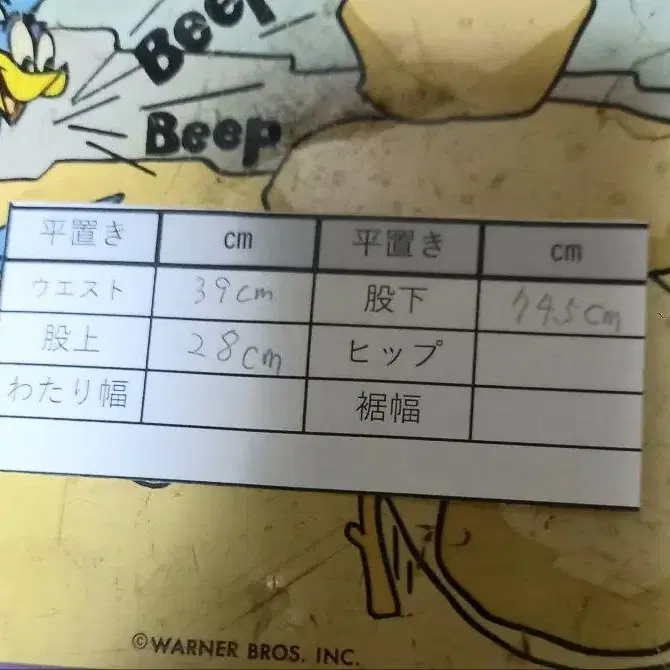 Beep
Beep
平置き cm 平置き cm
ウエスト 39cm 股下 74.5cm
股上 28cm ヒップ
わたり幅 裾幅
©WARNER BROS. INC.